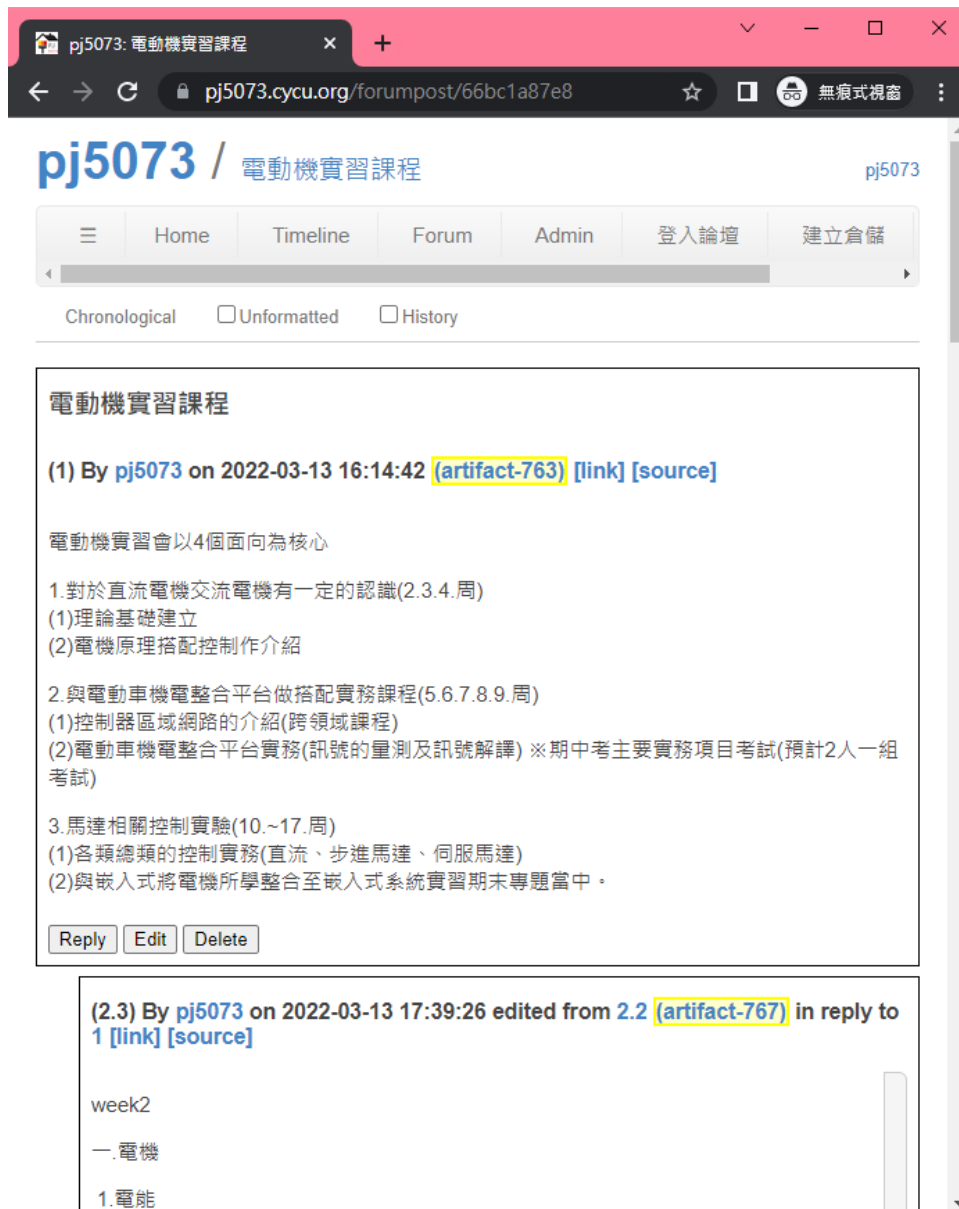 pj5073: 電動機實習課程
pj5073.cycu.org/forumpost/66bc1a87e8
無痕式視窗
pj5073 / 電動機實習課程
pj5073
☰ Home Timeline Forum Admin 登入論壇 建立倉儲
Chronological Unformatted History
電動機實習課程
(1) By pj5073 on 2022-03-13 16:14:42 (artifact-763) [link] [source]
電動機實習會以4個面向為核心
1.對於直流電機交流電機有一定的認識(2.3.4.周)
(1)理論基礎建立
(2)電機原理搭配控制作介紹
2.與電動車機電整合平台做搭配實務課程(5.6.7.8.9.周)
(1)控制器區域網路的介紹(跨領域課程)
(2)電動車機電整合平台實務(訊號的量測及訊號解譯) ※期中考主要實務項目考試(預計2人一組
考試)
3.馬達相關控制實驗(10.~17.周)
(1)各類總類的控制實務(直流、步進馬達、伺服馬達)
(2)與嵌入式將電機所學整合至嵌入式系統實習期末專題當中。
Reply Edit Delete
(2.3) By pj5073 on 2022-03-13 17:39:26 edited from 2.2 (artifact-767) in reply to
1 [link] [source]
week2
一.電機
1.電能